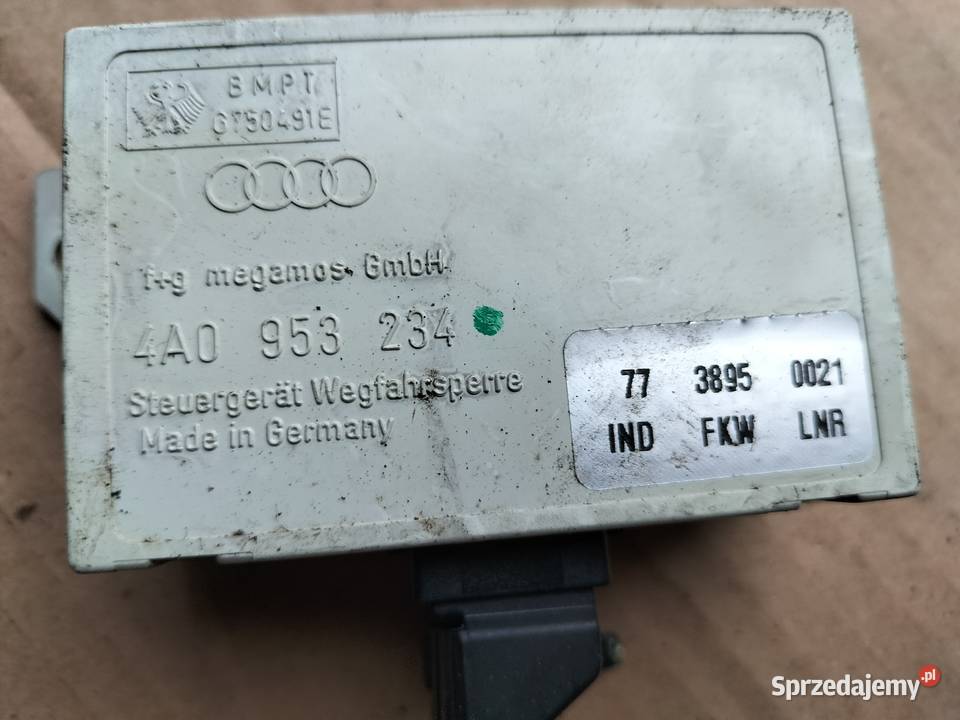 BMPT
G750491E
f+g megamos GmbH
4A0 953 234
Steuergerät Wegfahrsperre
Made in Germany
77 3895 0021
IND FKW LNR
Sprzedajemy.pl